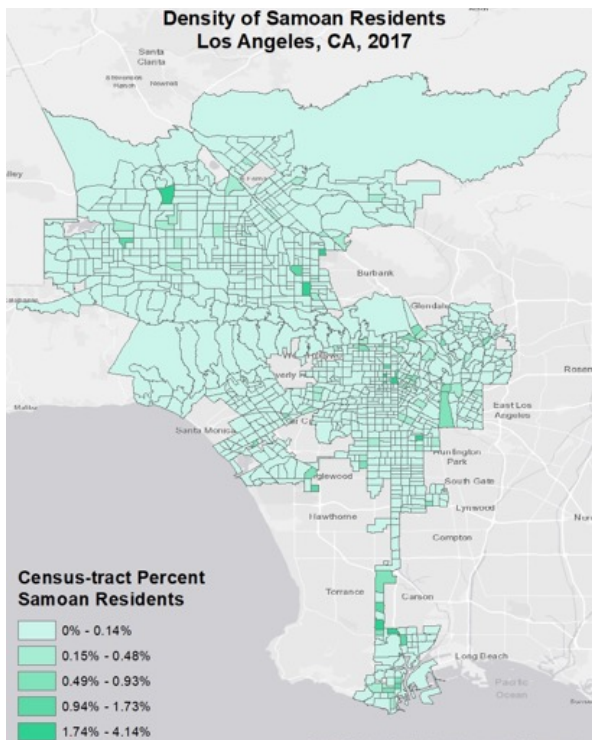 Density of Samoan Residents
Los Angeles, CA, 2017
Santa
Burbank
Glendale
East Los
Angeles
Santa Monica
Huntington
Park
South Gate
Lynwood
Hawthorne
Compton
Torrance
Carson
Long Beach
Pacific
Ocean
Census-tract Percent
Samoan Residents
0% - 0.14%
0.15% - 0.48%
0.49% - 0.93%
0.94% - 1.73%
1.74% - 4.14%